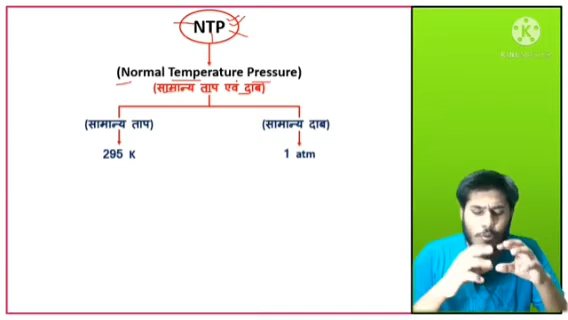 NTP
(Normal Temperature Pressure)
(सामान्य ताप एवं दाब)
(सामान्य ताप) (सामान्य दाब)
295 K 1 atm
K